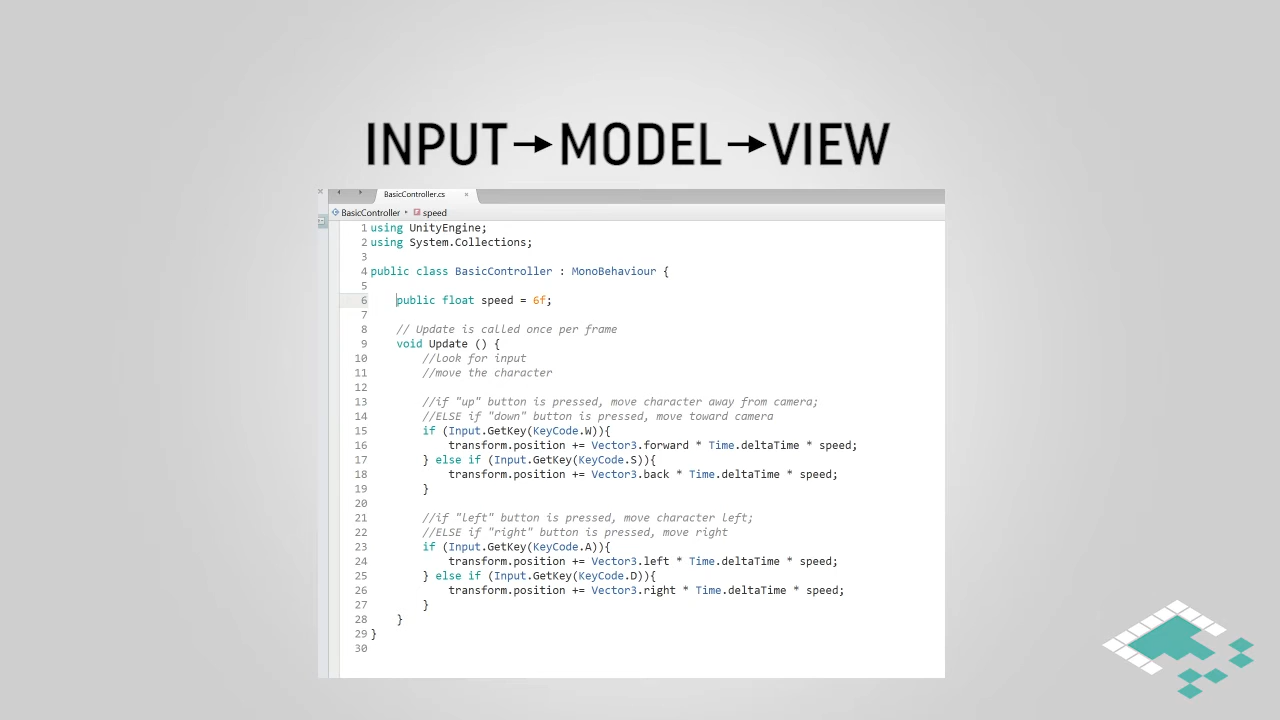 INPUT→MODEL→VIEW
BasicController.cs ×
BasicController ▸ speed
1 using UnityEngine;
2 using System.Collections;
3
4 public class BasicController : MonoBehaviour {
5
6     public float speed = 6f;
7
8     // Update is called once per frame
9     void Update () {
10         //look for input
11         //move the character
12
13         //if "up" button is pressed, move character away from camera;
14         //ELSE if "down" button is pressed, move toward camera
15         if (Input.GetKey(KeyCode.W)){
16             transform.position += Vector3.forward * Time.deltaTime * speed;
17         } else if (Input.GetKey(KeyCode.S)){
18             transform.position += Vector3.back * Time.deltaTime * speed;
19         }
20
21         //if "left" button is pressed, move character left;
22         //ELSE if "right" button is pressed, move right
23         if (Input.GetKey(KeyCode.A)){
24             transform.position += Vector3.left * Time.deltaTime * speed;
25         } else if (Input.GetKey(KeyCode.D)){
26             transform.position += Vector3.right * Time.deltaTime * speed;
27         }
28     }
29 }
30